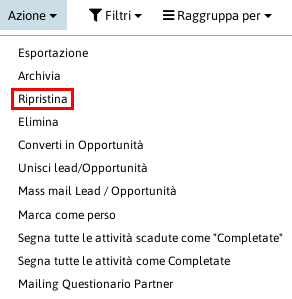 Azione Filtri Raggruppa per
Esportazione
Archivia
Ripristina
Elimina
Converti in Opportunità
Unisci lead/Opportunità
Mass mail Lead / Opportunità
Marca come perso
Segna tutte le attività scadute come "Completate"
Segna tutte le attività come Completate
Mailing Questionario Partner